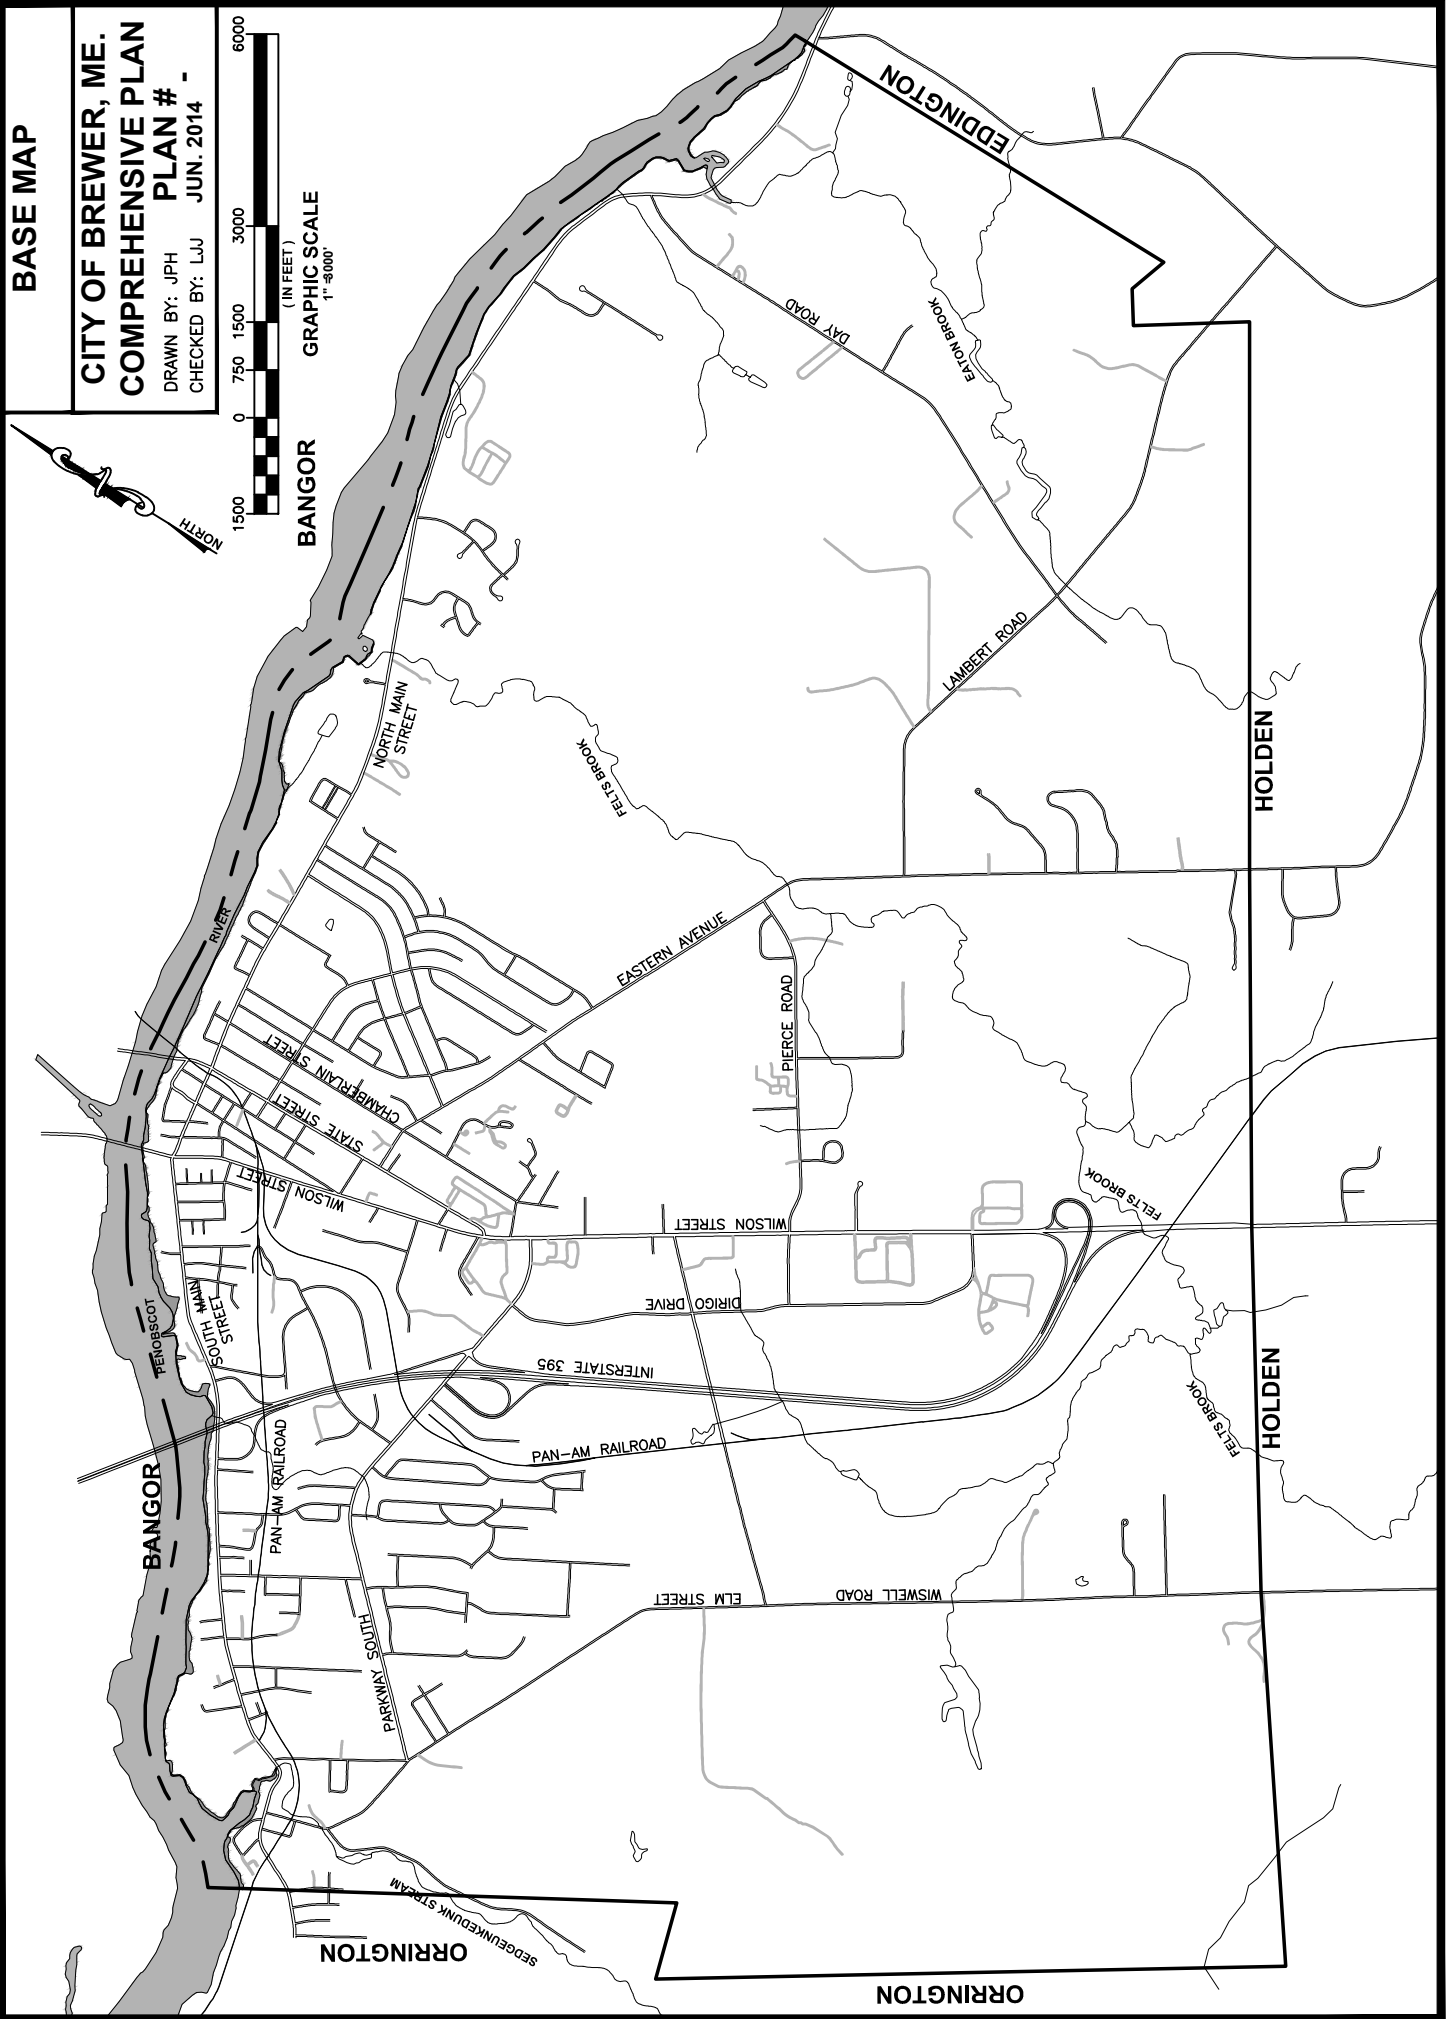 BASE MAP
CITY OF BREWER, ME.
COMPREHENSIVE PLAN
PLAN # -
DRAWN BY: JPH
CHECKED BY: LJJ
JUN. 2014
1500 0 750 1500 3000 6000
( IN FEET )
GRAPHIC SCALE
NORTH
BANGOR
EDDINGTON
DAY ROAD
EATON BROOK
LAMBERT ROAD
NORTH MAIN
STREET
FELTS BROOK
HOLDEN
RIVER
EASTERN AVENUE
PIERCE ROAD
CHAMBERLAIN STREET
STATE STREET
WILSON STREET
WILSON STREET
FELTS BROOK
PENOBSCOT
SOUTH MAIN
STREET
DIRIGO DRIVE
INTERSTATE 395
FELTS BROOK
HOLDEN
BANGOR
PAN-AM RAILROAD
PAN-AM RAILROAD
ELM STREET
WISWELL ROAD
PARKWAY SOUTH
SEDGEUNKEDUNK STREAM
ORRINGTON
ORRINGTON